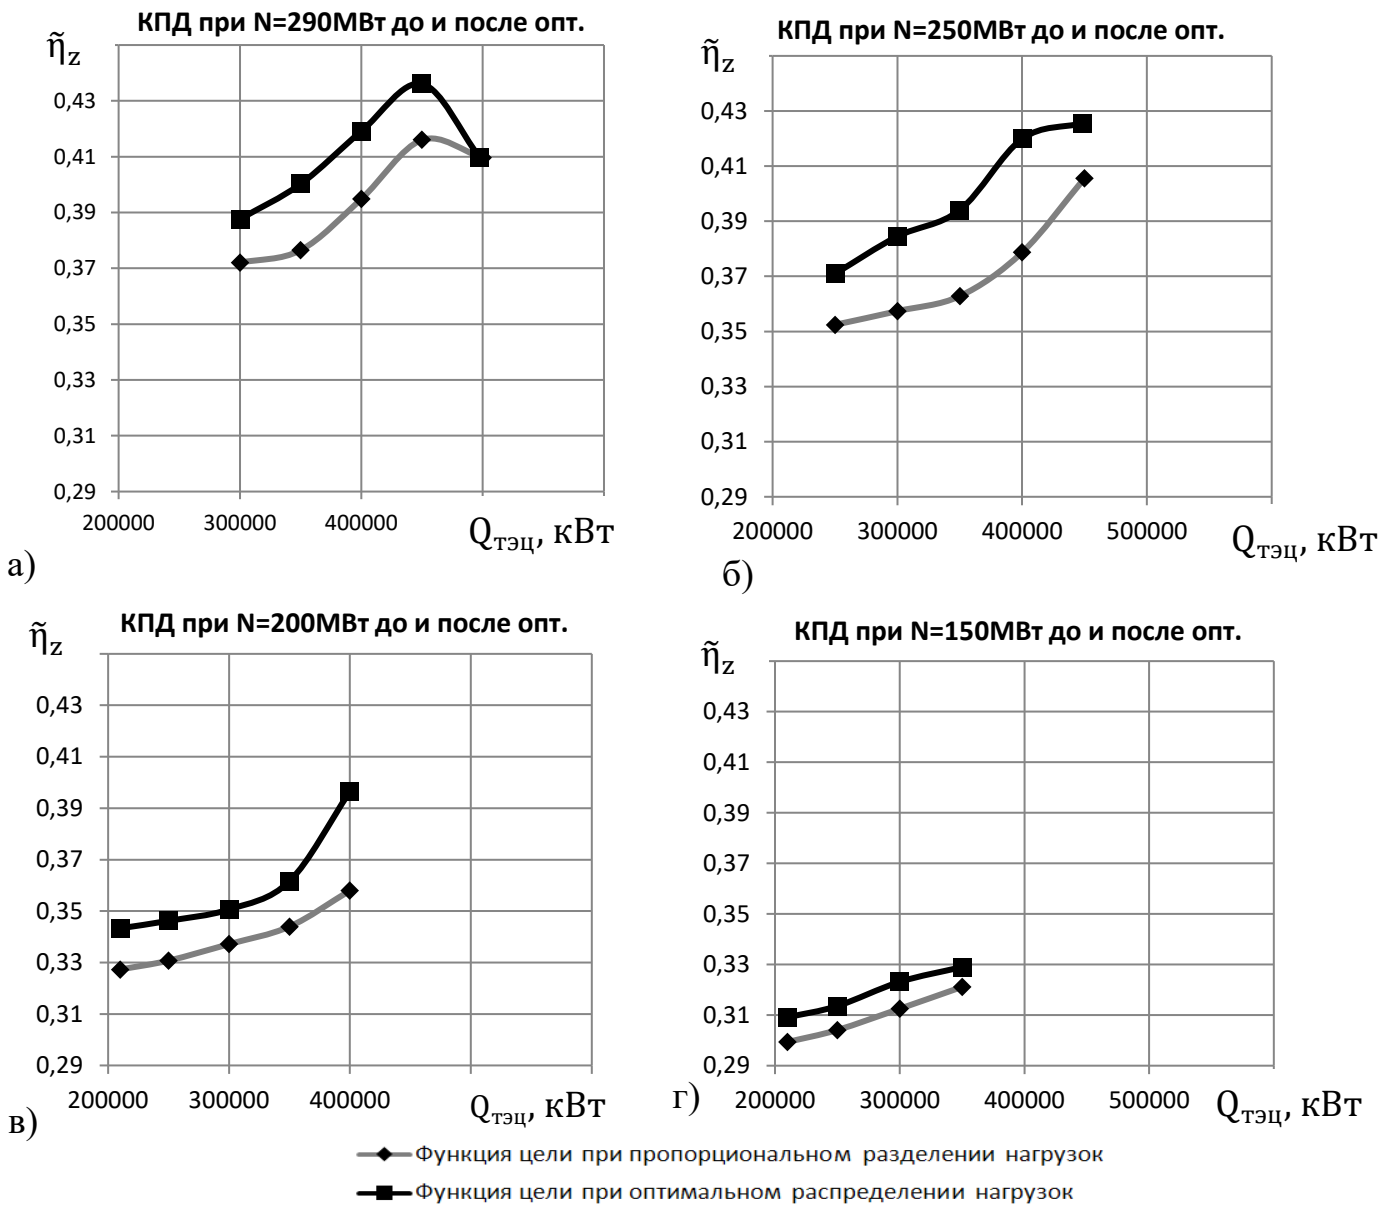 КПД при N=290МВт до и после опт.
η̃z
0,43
0,41
0,39
0,37
0,35
0,33
0,31
0,29
200000 300000 400000 Qтэц, кВт
а)
КПД при N=250МВт до и после опт.
η̃z
0,43
0,41
0,39
0,37
0,35
0,33
0,31
0,29
200000 300000 400000 500000 Qтэц, кВт
б)
КПД при N=200МВт до и после опт.
η̃z
0,43
0,41
0,39
0,37
0,35
0,33
0,31
0,29
200000 300000 400000 Qтэц, кВт
в)
КПД при N=150МВт до и после опт.
η̃z
0,43
0,41
0,39
0,37
0,35
0,33
0,31
0,29
200000 300000 400000 500000 Qтэц, кВт
г)
Функция цели при пропорциональном разделении нагрузок
Функция цели при оптимальном распределении нагрузок